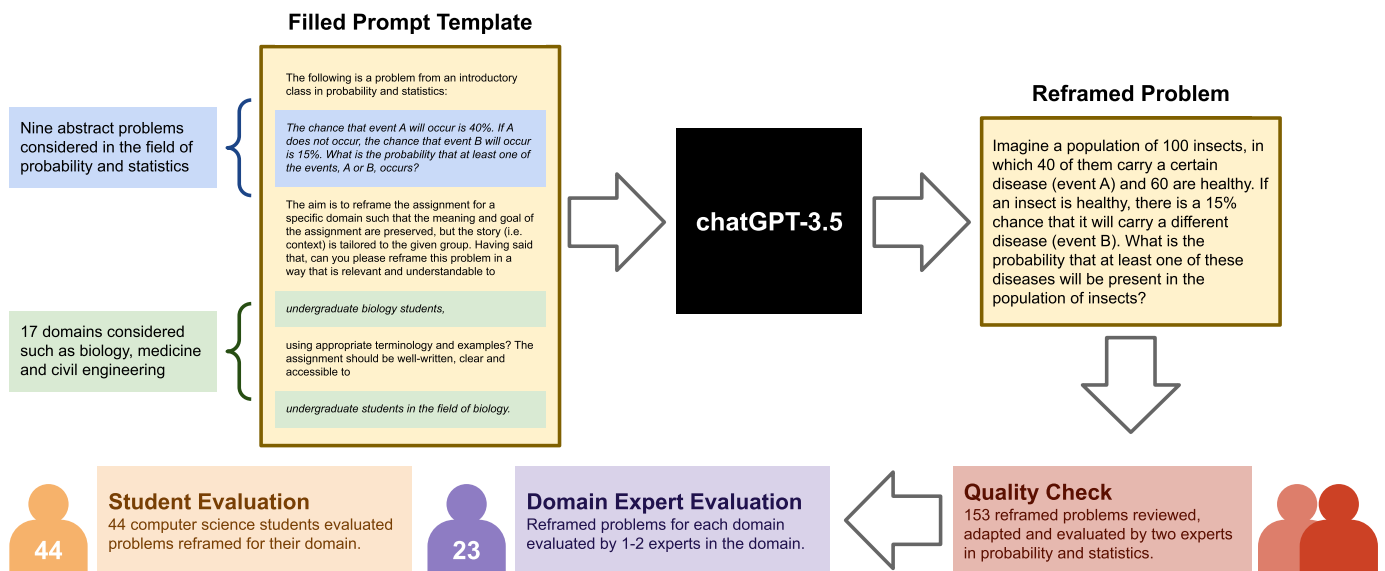 Filled Prompt Template
The following is a problem from an introductory
class in probability and statistics:
Nine abstract problems
considered in the field of
probability and statistics
The chance that event A will occur is 40%. If A
does not occur, the chance that event B will occur
is 15%. What is the probability that at least one of
the events, A or B, occurs?
The aim is to reframe the assignment for a
specific domain such that the meaning and goal of
the assignment are preserved, but the story (i.e.
context) is tailored to the given group. Having said
that, can you please reframe this problem in a
way that is relevant and understandable to
17 domains considered
such as biology, medicine
and civil engineering
undergraduate biology students,
using appropriate terminology and examples? The
assignment should be well-written, clear and
accessible to
undergraduate students in the field of biology.
chatGPT-3.5
Reframed Problem
Imagine a population of 100 insects, in
which 40 of them carry a certain
disease (event A) and 60 are healthy. If
an insect is healthy, there is a 15%
chance that it will carry a different
disease (event B). What is the
probability that at least one of these
diseases will be present in the
population of insects?
44
Student Evaluation
44 computer science students evaluated
problems reframed for their domain.
23
Domain Expert Evaluation
Reframed problems for each domain
evaluated by 1-2 experts in the domain.
Quality Check
153 reframed problems reviewed,
adapted and evaluated by two experts
in probability and statistics.